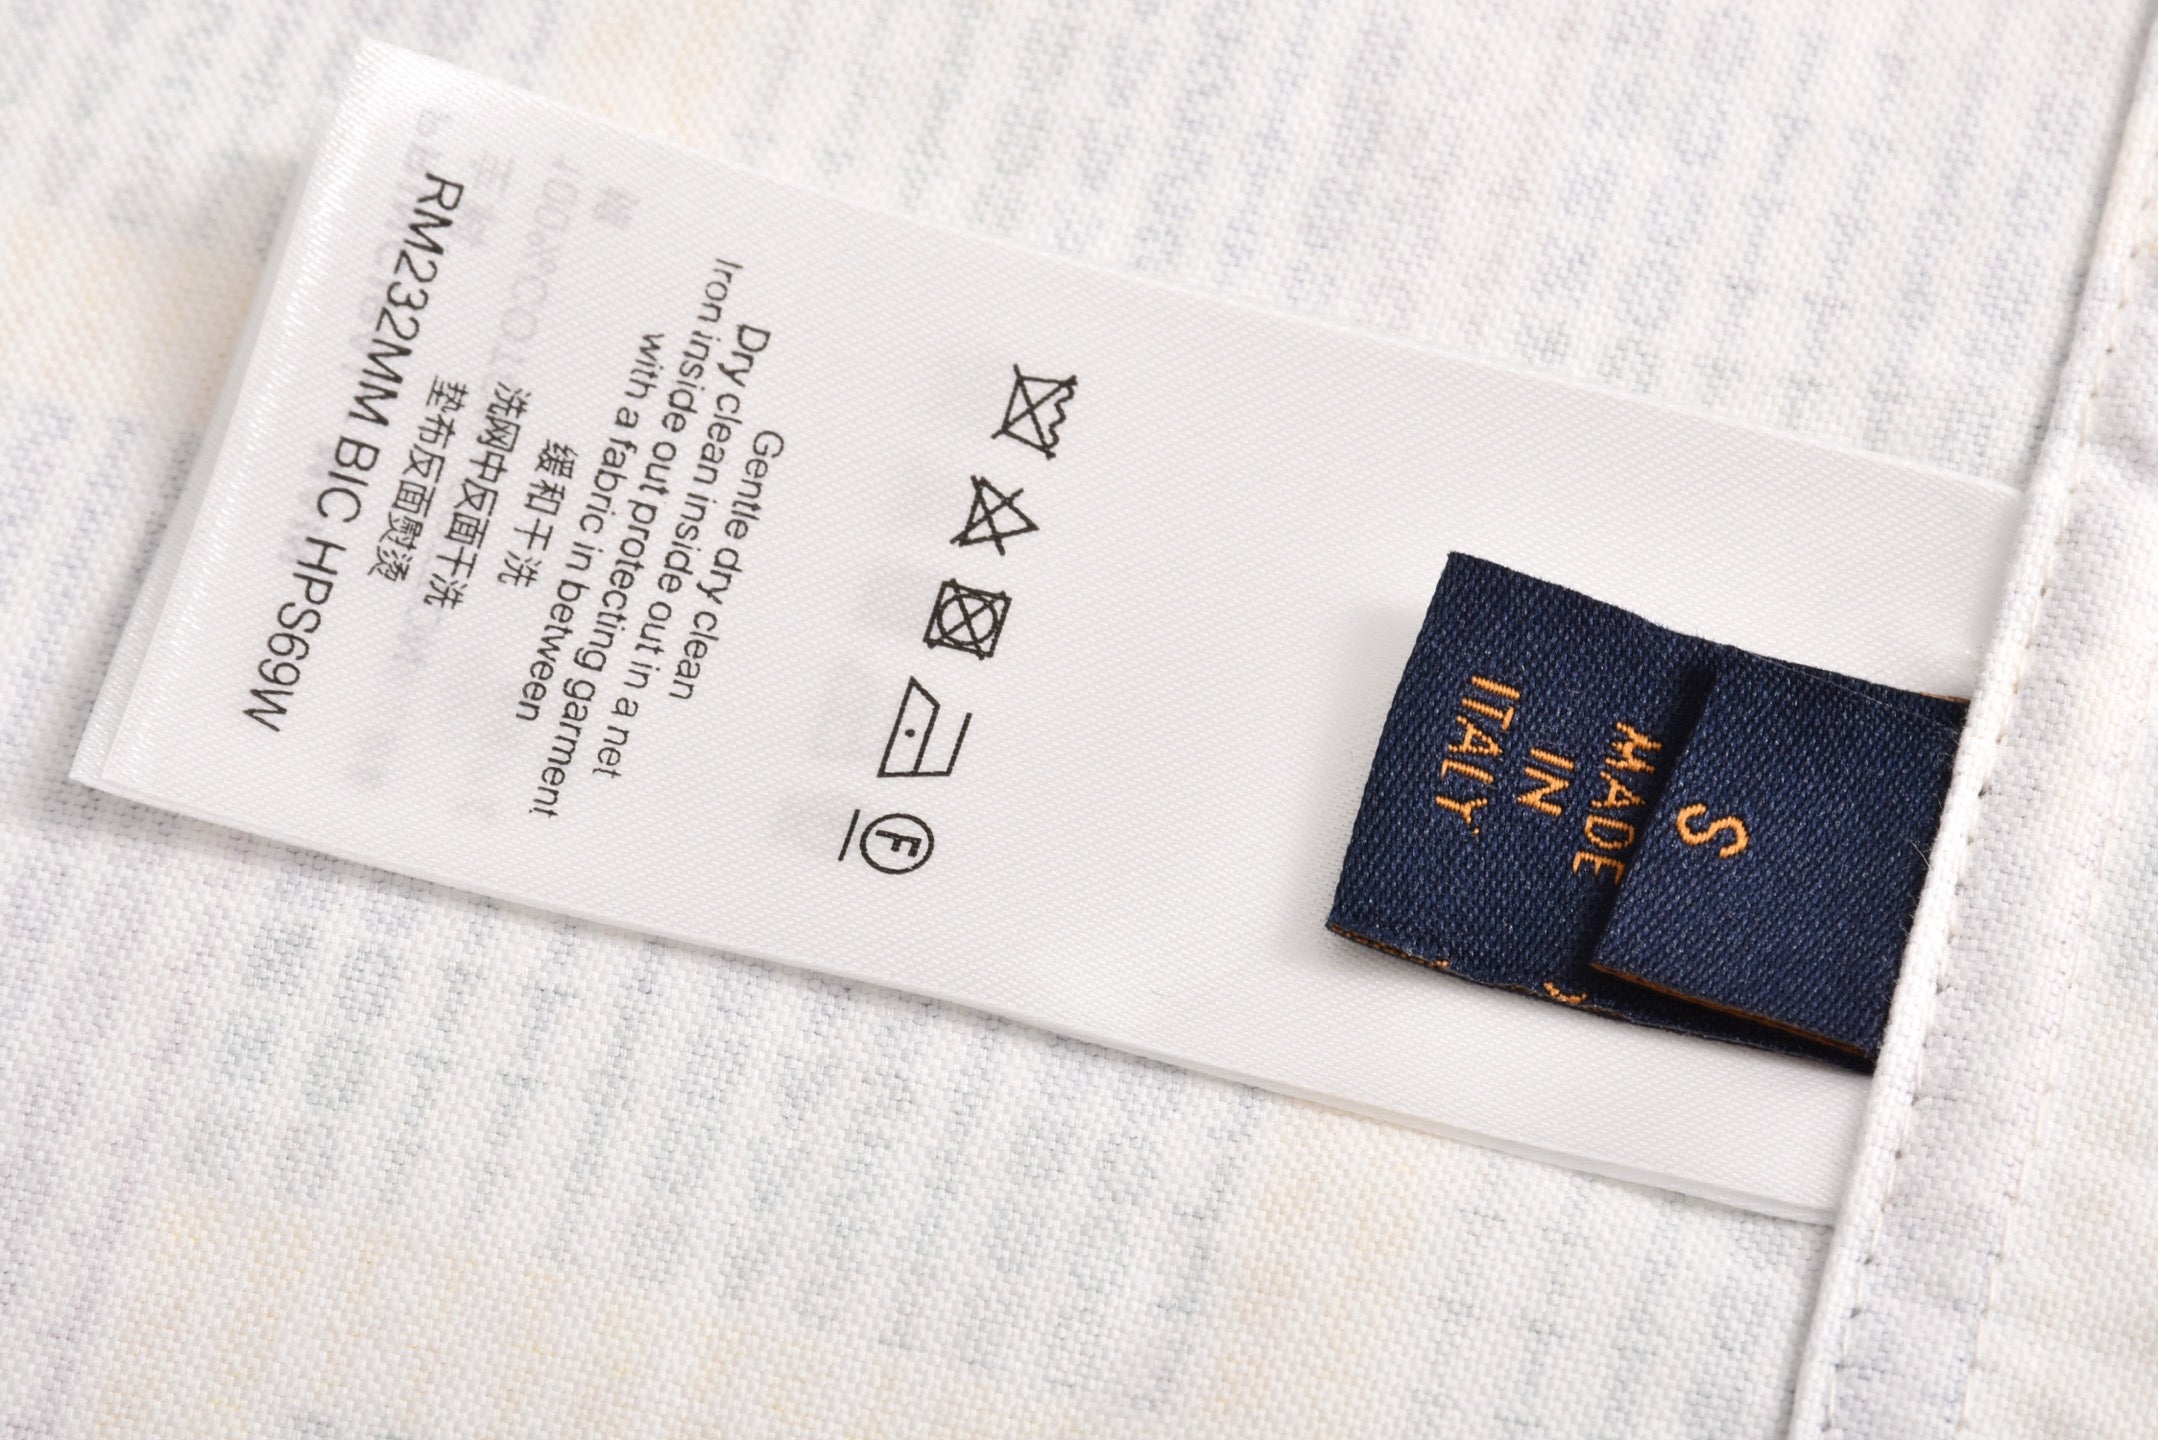 Gentle dry clean
Dry clean inside out in a net
Iron inside out protecting garment
with a fabric in between
缓和干洗
洗网中反面干洗
垫布反面熨烫
RM232MM BIC HPS69W
F
S
MADE
IN
ITALY